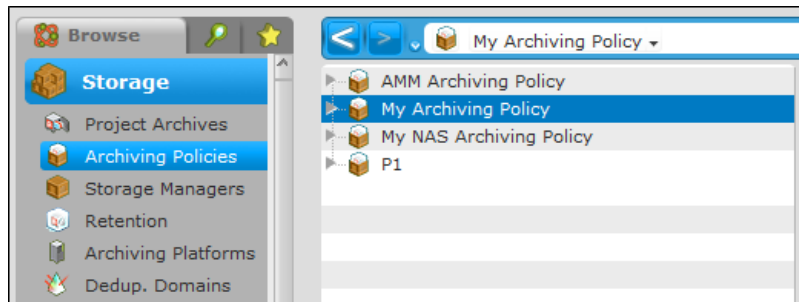 Browse
My Archiving Policy
Storage
Project Archives
Archiving Policies
Storage Managers
Retention
Archiving Platforms
Dedup. Domains
AMM Archiving Policy
My Archiving Policy
My NAS Archiving Policy
P1